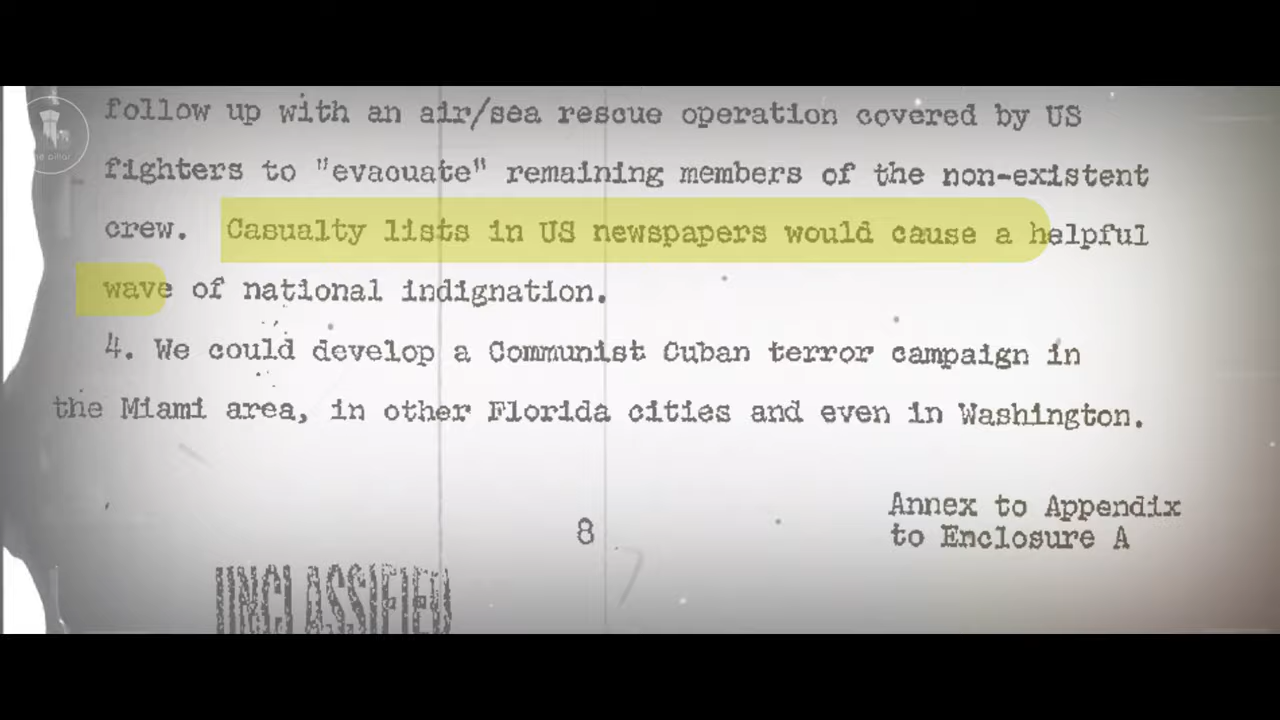 follow up with an air/sea rescue operation covered by US
fighters to "evacuate" remaining members of the non-existent
crew. Casualty lists in US newspapers would cause a helpful
wave of national indignation.
4. We could develop a Communist Cuban terror campaign in
the Miami area, in other Florida cities and even in Washington.
8
Annex to Appendix
to Enclosure A
UNCLASSIFIED
the pillar